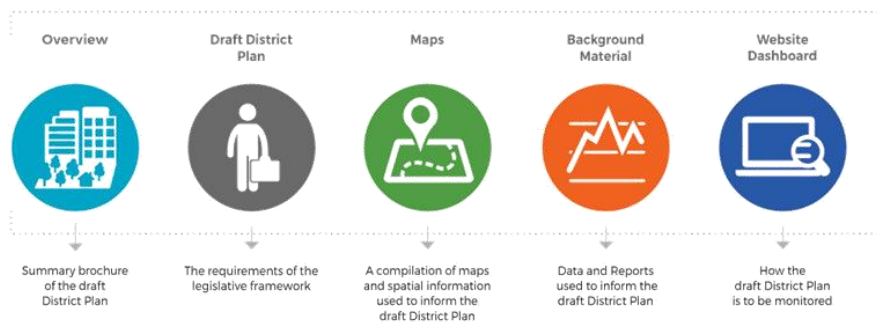 Overview
Draft District
Plan
Maps
Background
Material
Website
Dashboard
Summary brochure
of the draft
District Plan
The requirements of the
legislative framework
A compilation of maps
and spatial information
used to inform the
draft District Plan
Data and Reports
used to inform the
draft District Plan
How the
draft District Plan
is to be monitored